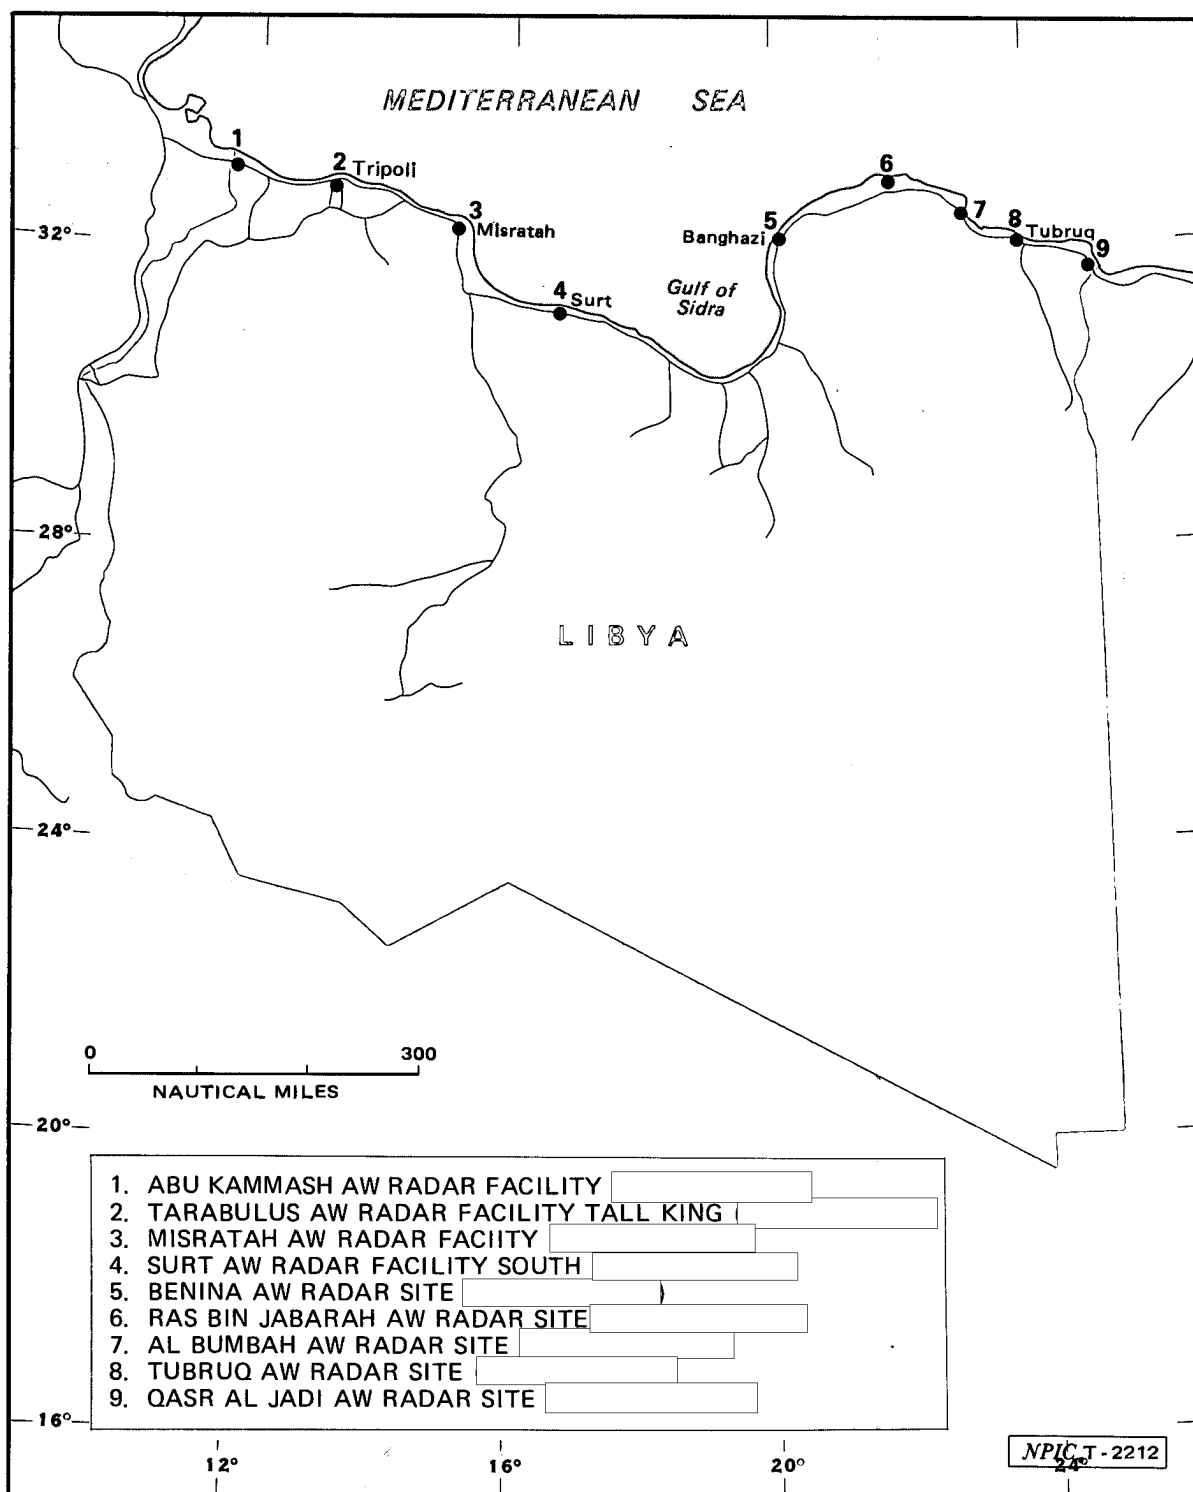 MEDITERRANEAN SEA
1
2 Tripoli
3
Misratah
4 Surt
5
Banghazi
Gulf of
Sidra
6
7
8
Tubruq
9
32°
28°
LIBYA
24°
0 300
NAUTICAL MILES
20°
1. ABU KAMMASH AW RADAR FACILITY
2. TARABULUS AW RADAR FACILITY TALL KING (
3. MISRATAH AW RADAR FACIITY
4. SURT AW RADAR FACILITY SOUTH
5. BENINA AW RADAR SITE )
6. RAS BIN JABARAH AW RADAR SITE
7. AL BUMBAH AW RADAR SITE
8. TUBRUQ AW RADAR SITE
9. QASR AL JADI AW RADAR SITE
16°
12° 16° 20° 24°
NPIC T-2212